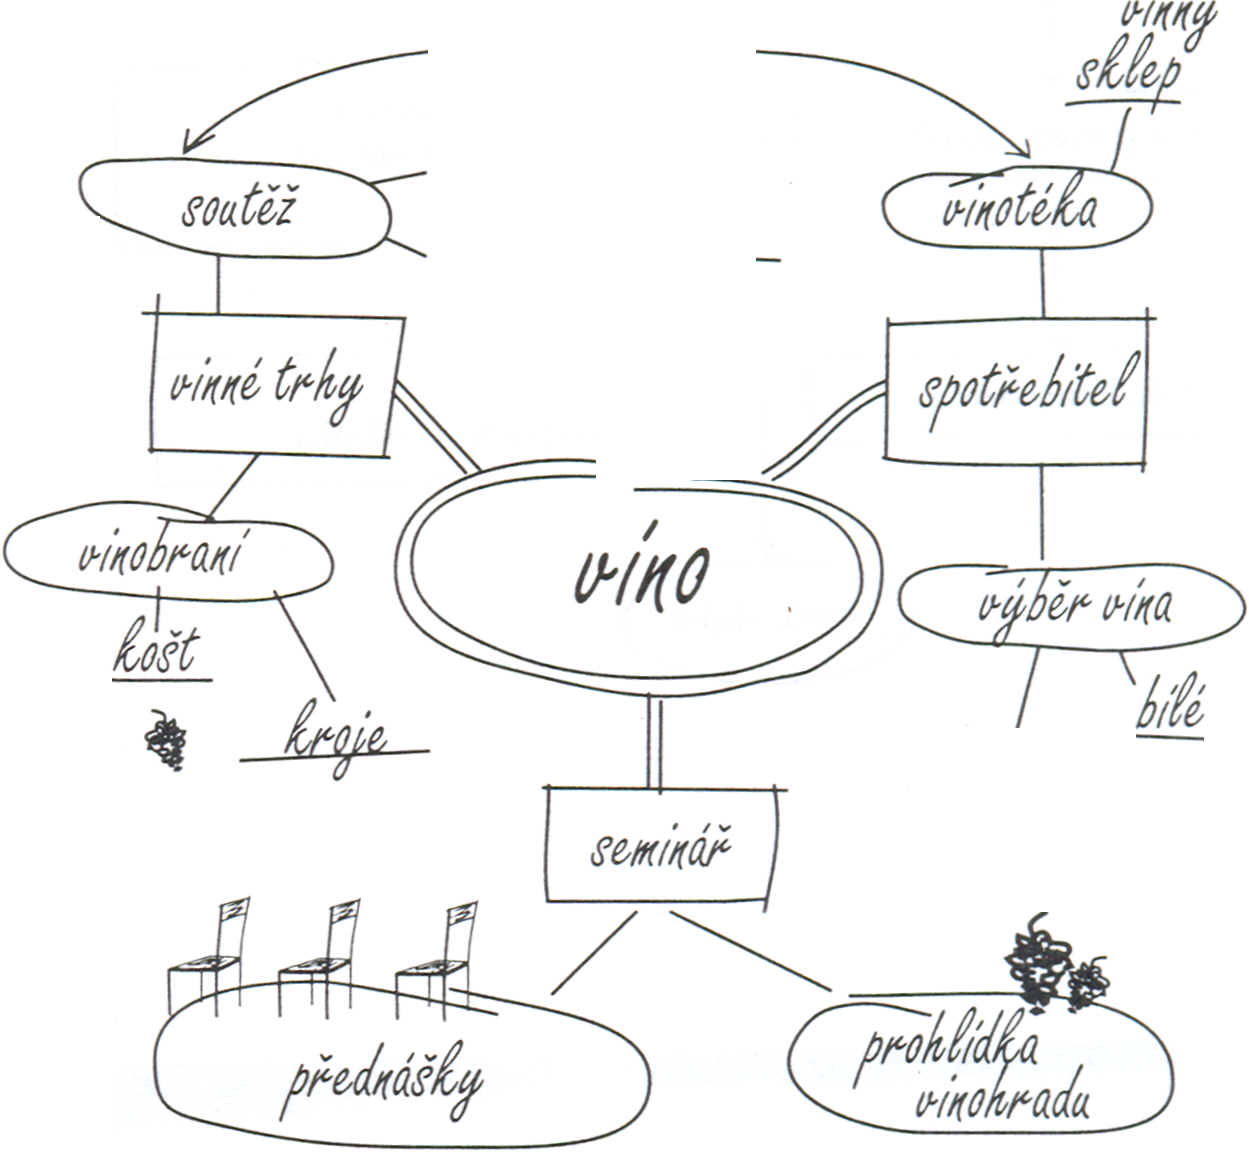 vinný
sklep
soutěž
vinotéka
vinné trhy
spotřebitel
vinobraní
víno
výběr vína
košt
bílé
kroje
seminář
přednášky
prohlídka
vinohradu